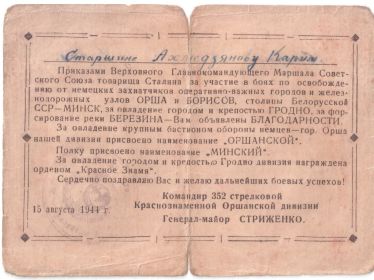 Старшине Ахмедзянову Карим
Приказами Верховного Главнокомандующего Маршала Совет-
ского Союза товарища Сталина за участие в боях по освобожде-
нию от немецких захватчиков оперативно-важных городов и желез-
нодорожных узлов ОРША и БОРИСОВ, столицы Белорусской
ССР—МИНСК, за овладение городом и крепостью ГРОДНО, за фор-
сирование реки БЕРЕЗИНА—Вам объявлены БЛАГОДАРНОСТИ.
За овладение крупным бастионом обороны немцев—гор. Орша
нашей дивизии присвоено наименование „ОРШАНСКОЙ“.
Полку присвоено наименование „МИНСКИЙ“.
За овладение городом и крепостью Гродно дивизия награждена
орденом „Красное Знамя“.
Сердечно поздравляю Вас и желаю дальнейших боевых успехов!
Командир 352 стрелковой
Краснознаменной Оршанской дивизии
Генерал-майор СТРИЖЕНКО.
15 августа 1944 г.